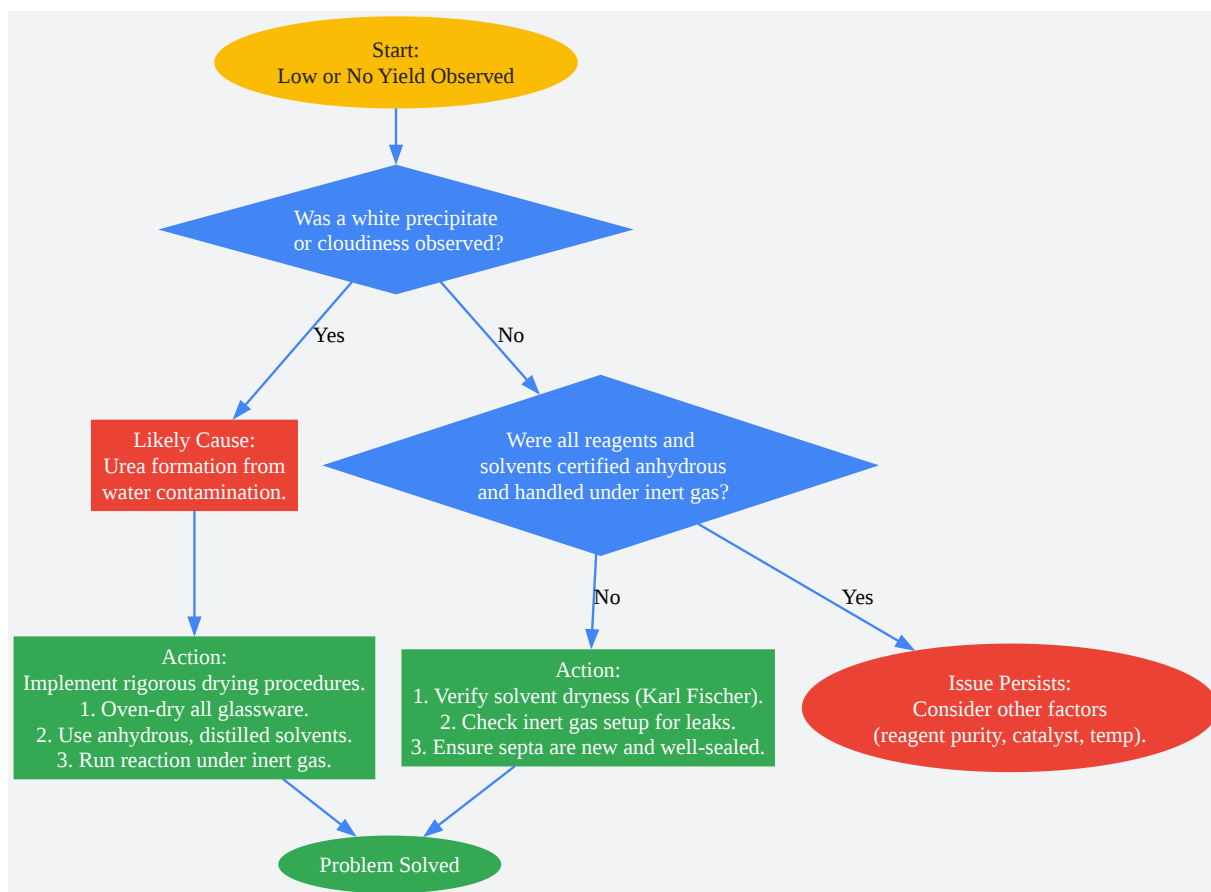 Start:
Low or No Yield Observed
Was a white precipitate
or cloudiness observed?
Yes
No
Likely Cause:
Urea formation from
water contamination.
Were all reagents and
solvents certified anhydrous
and handled under inert gas?
No
Yes
Action:
Implement rigorous drying procedures.
1. Oven-dry all glassware.
2. Use anhydrous, distilled solvents.
3. Run reaction under inert gas.
Action:
1. Verify solvent dryness (Karl Fischer).
2. Check inert gas setup for leaks.
3. Ensure septa are new and well-sealed.
Issue Persists:
Consider other factors
(reagent purity, catalyst, temp).
Problem Solved